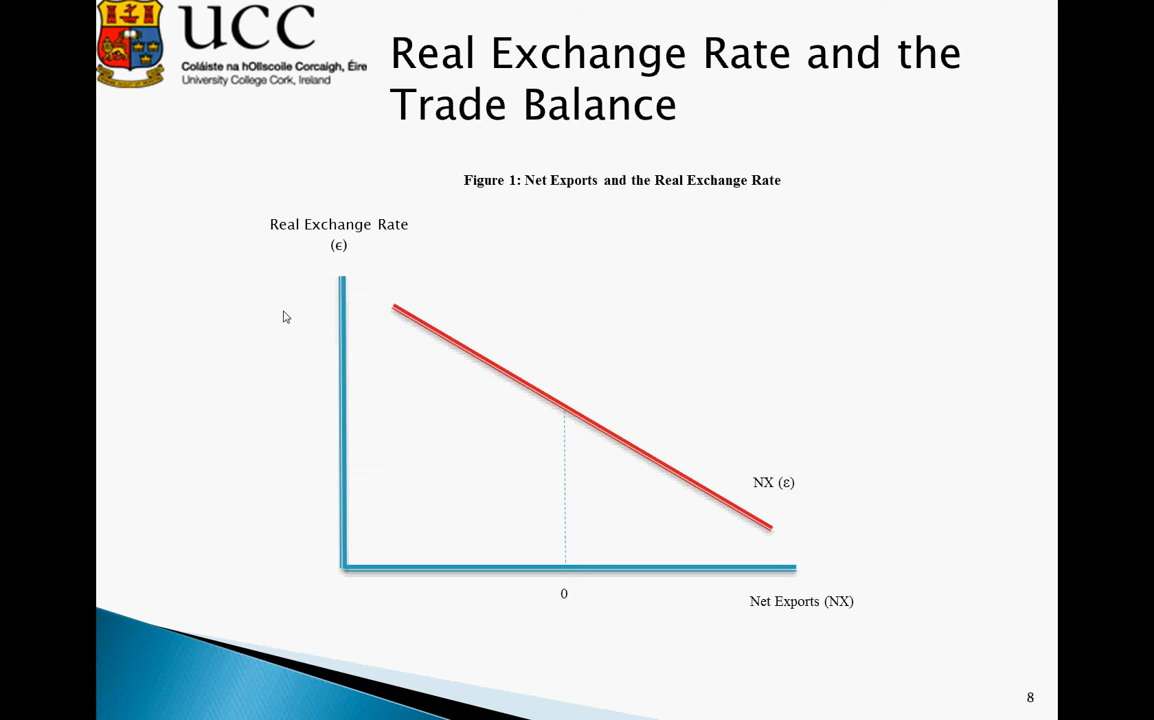 UCC
Coláiste na hOllscoile Corcaigh, Éire
University College Cork, Ireland
Real Exchange Rate and the
Trade Balance
Figure 1: Net Exports and the Real Exchange Rate
Real Exchange Rate
(ϵ)
NX (ε)
0
Net Exports (NX)
8